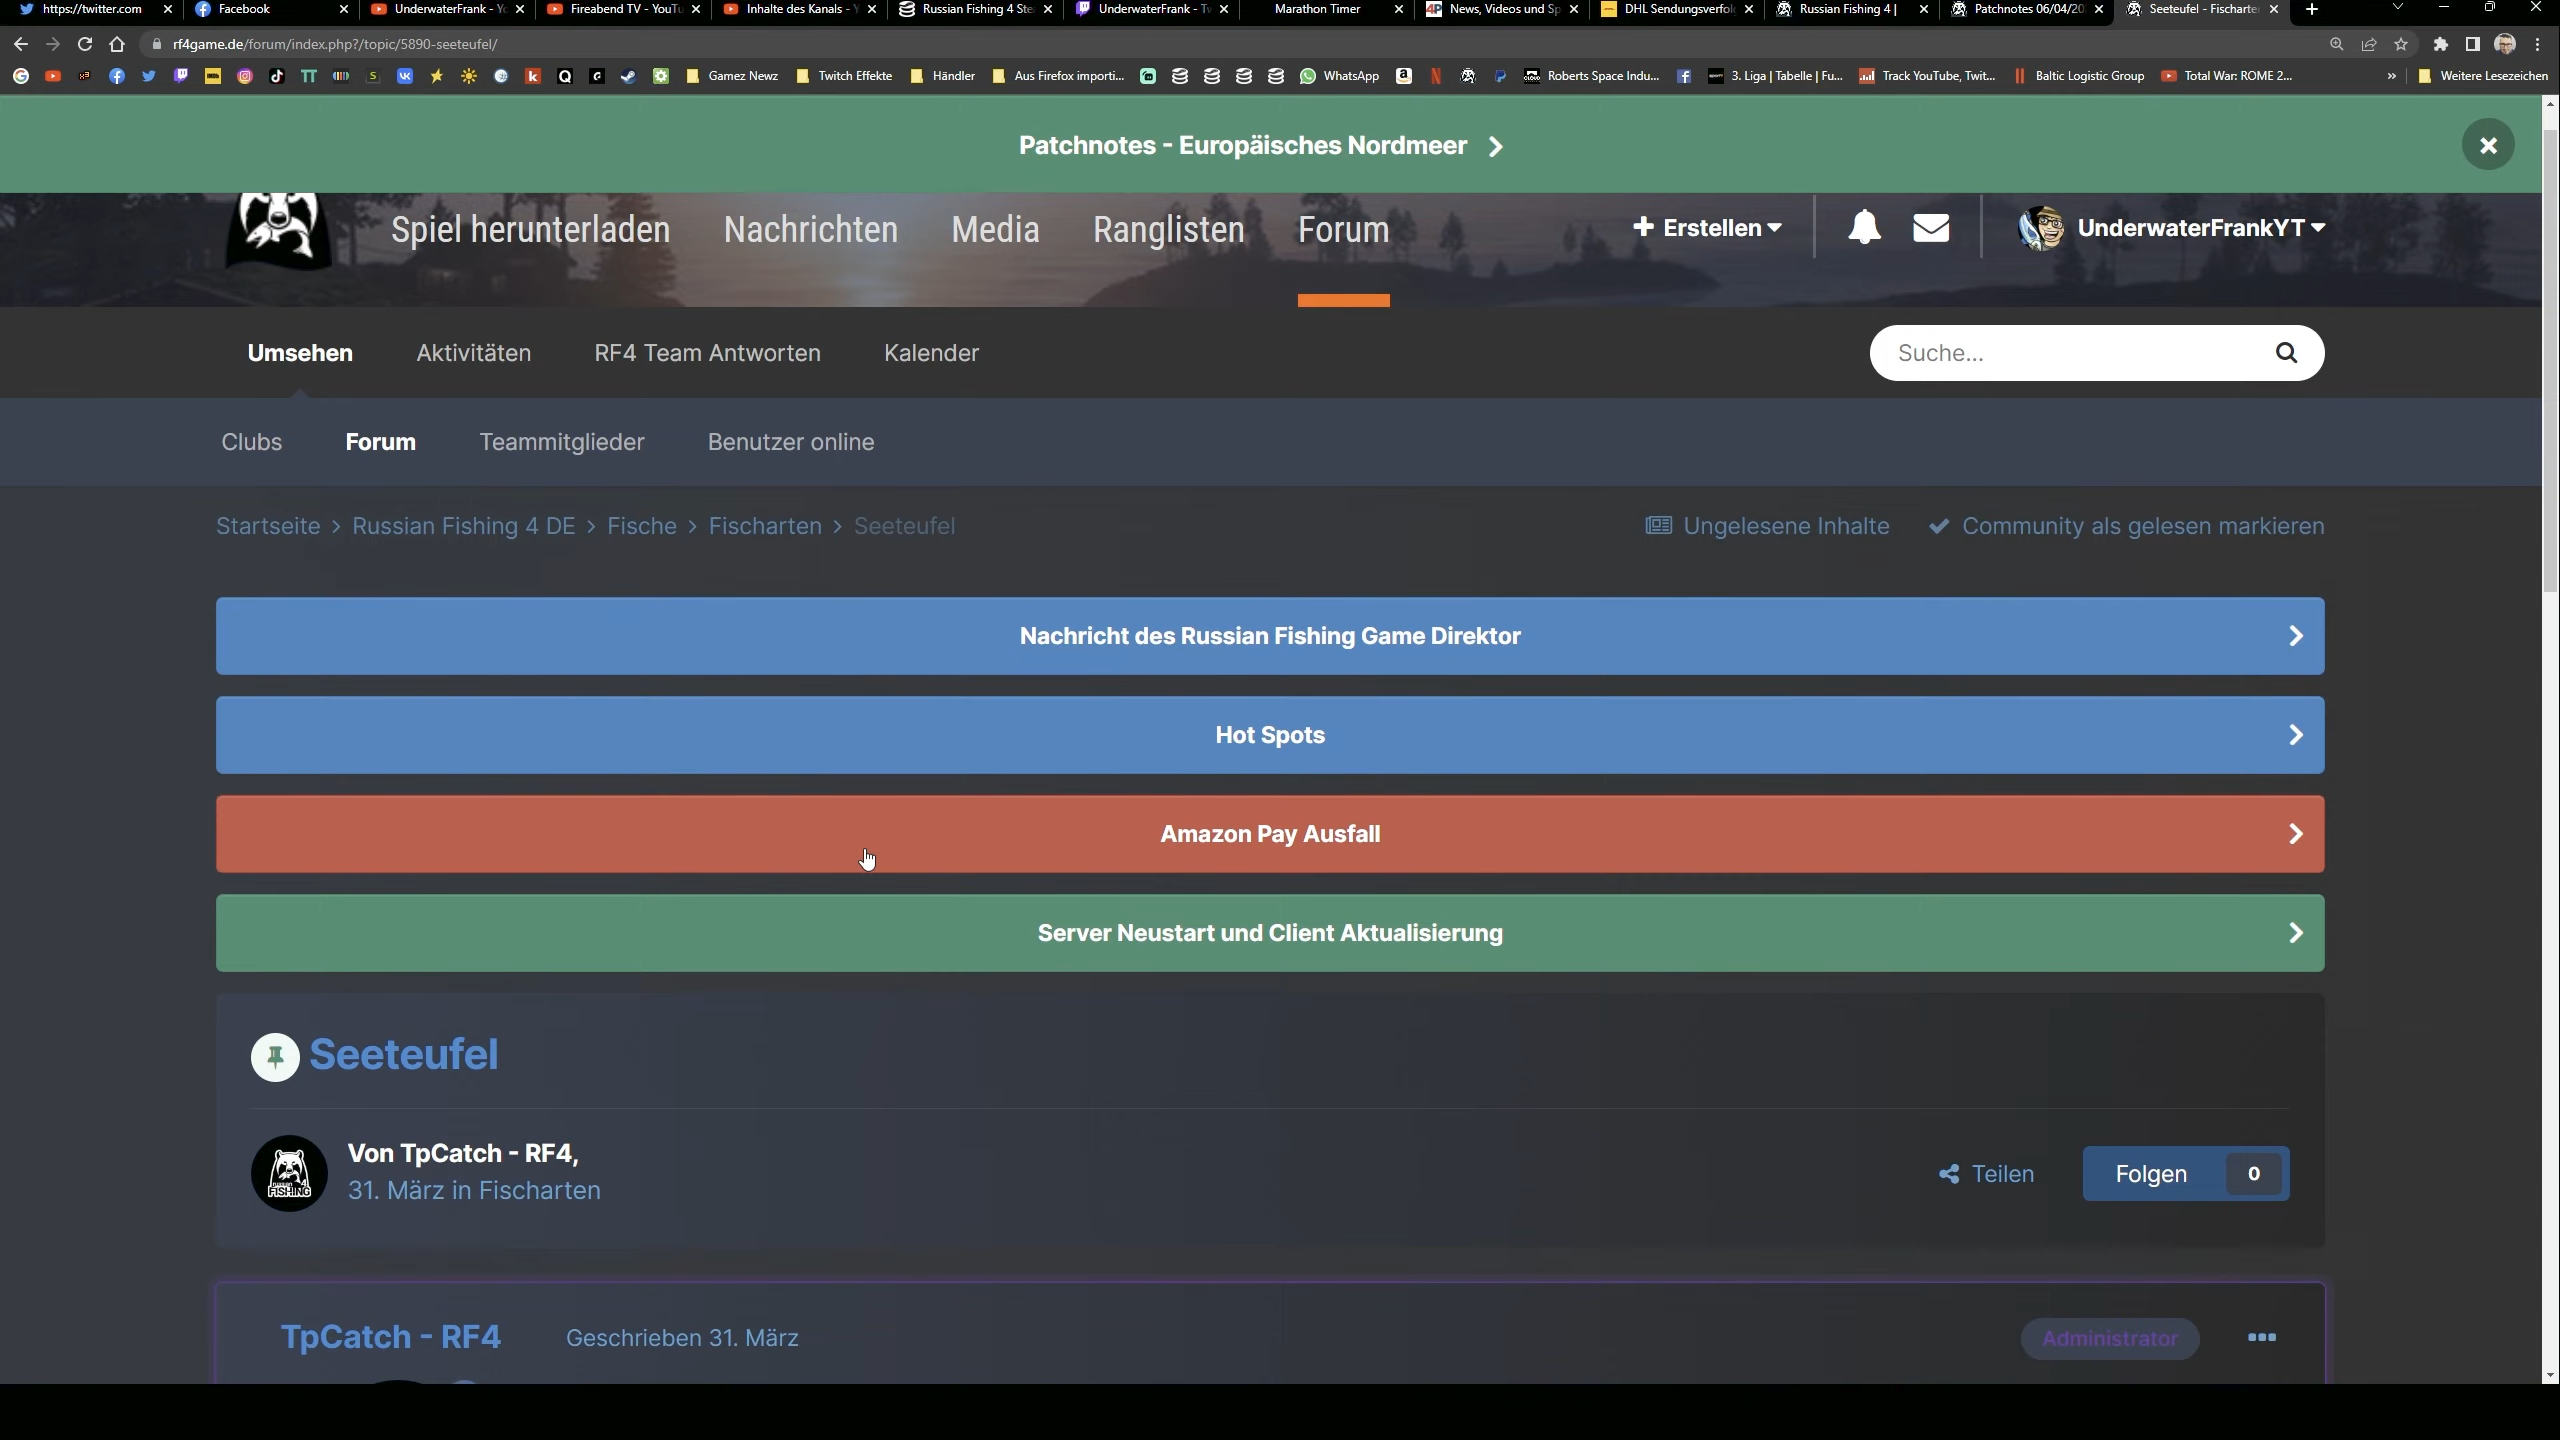 https://twitter.com
Facebook
UnderwaterFrank - Yo
Fireabend TV - YouTu
Inhalte des Kanals - Y
Russian Fishing 4 Ste
UnderwaterFrank - Tw
Marathon Timer
News, Videos und Sp
DHL Sendungsverfol
Russian Fishing 4 |
Patchnotes 06/04/20
Seeteufel - Fischarte
rf4game.de/forum/index.php?/topic/5890-seeteufel/
Gamez Newz
Twitch Effekte
Händler
Aus Firefox importi...
WhatsApp
Roberts Space Indu...
3. Liga | Tabelle | Fu...
Track YouTube, Twit...
Baltic Logistic Group
Total War: ROME 2...
»
Weitere Lesezeichen
Patchnotes - Europäisches Nordmeer
Spiel herunterladen
Nachrichten
Media
Ranglisten
Forum
Erstellen
UnderwaterFrankYT
Umsehen
Aktivitäten
RF4 Team Antworten
Kalender
Suche...
Clubs
Forum
Teammitglieder
Benutzer online
Startseite > Russian Fishing 4 DE > Fische > Fischarten > Seeteufel
Ungelesene Inhalte
Community als gelesen markieren
Nachricht des Russian Fishing Game Direktor
Hot Spots
Amazon Pay Ausfall
Server Neustart und Client Aktualisierung
Seeteufel
Von TpCatch - RF4,
31. März in Fischarten
Teilen
Folgen 0
TpCatch - RF4
Geschrieben 31. März
Administrator